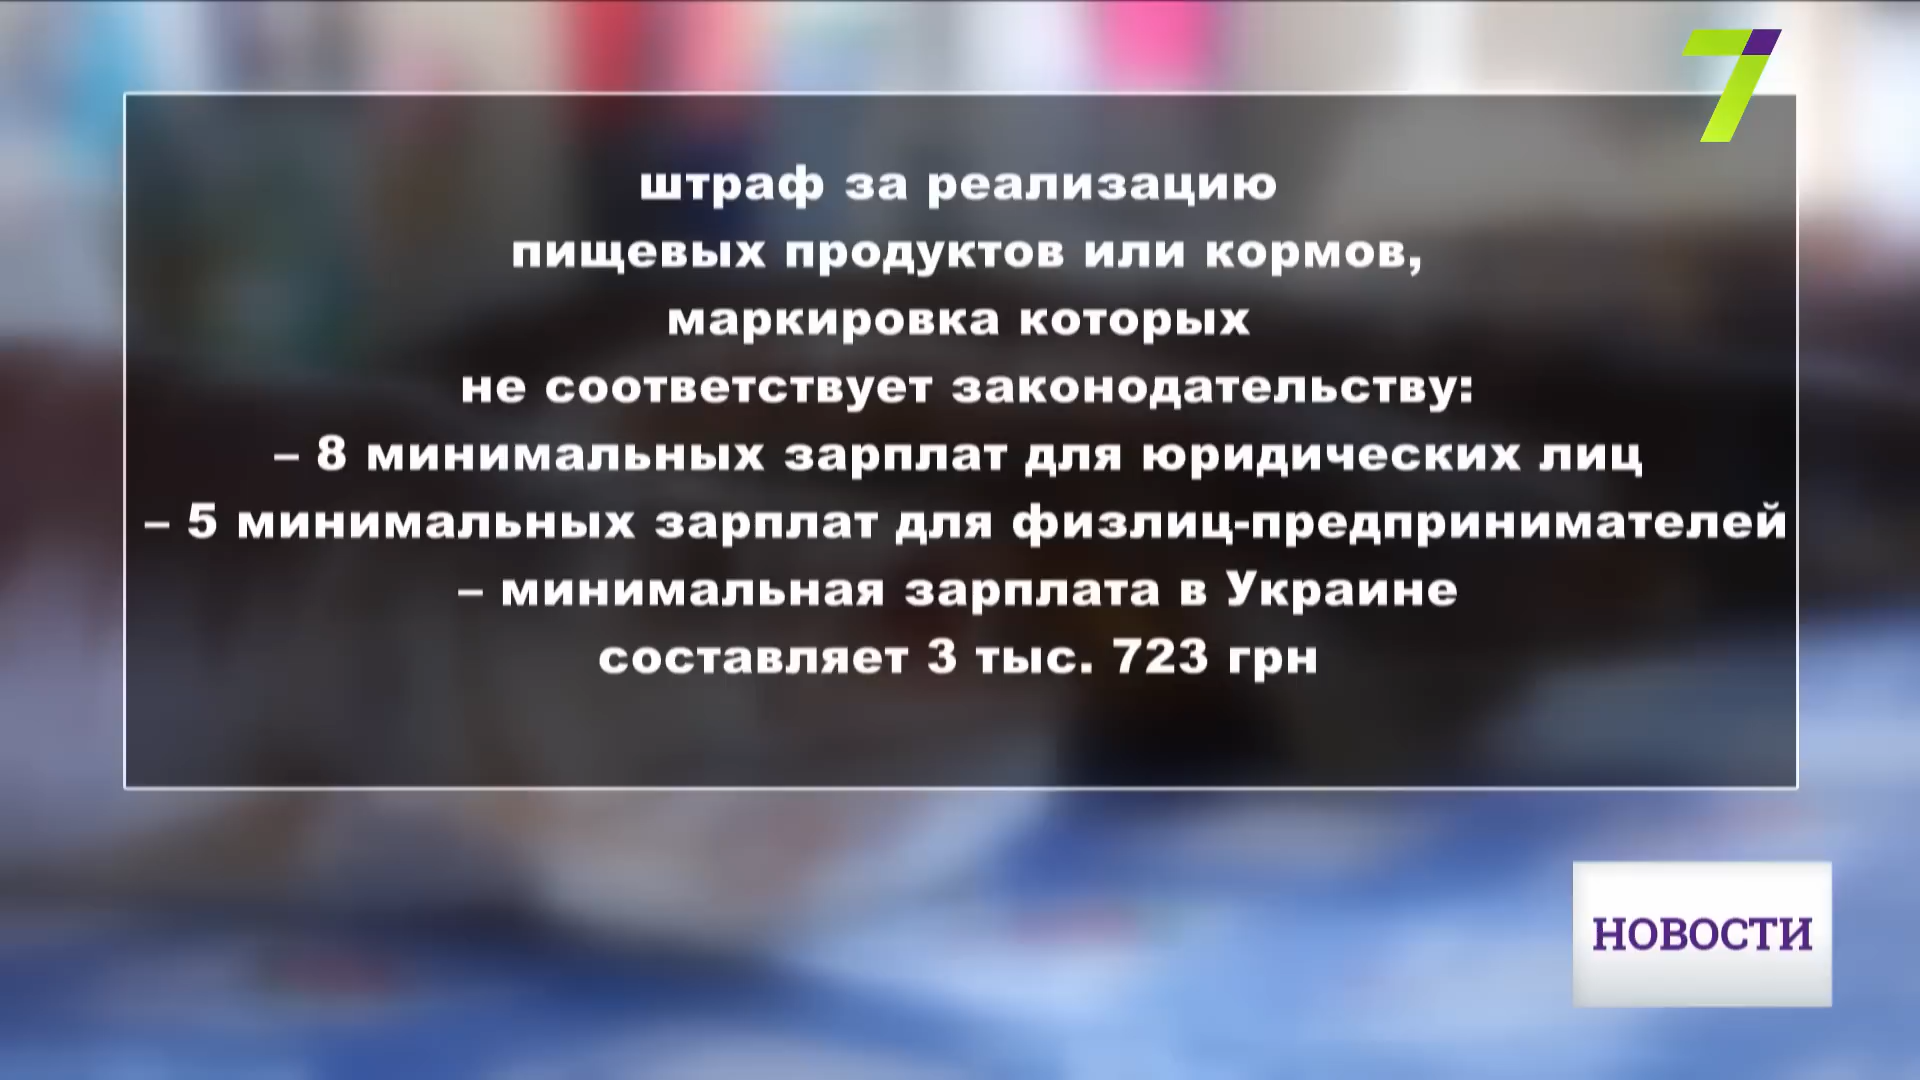 7
штраф за реализацию
пищевых продуктов или кормов,
маркировка которых
не соответствует законодательству:
– 8 минимальных зарплат для юридических лиц
– 5 минимальных зарплат для физлиц-предпринимателей
– минимальная зарплата в Украине
составляет 3 тыс. 723 грн
НОВОСТИ